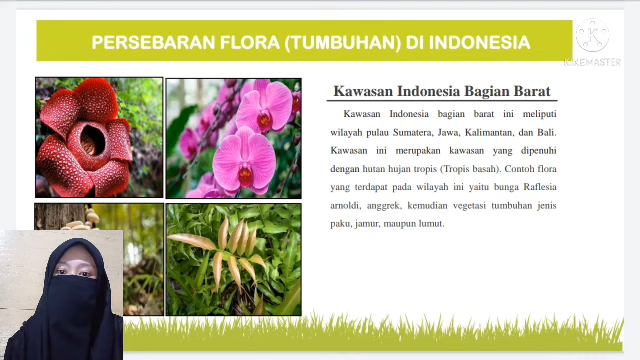 PERSEBARAN FLORA (TUMBUHAN) DI INDONESIA
KINEMASTER
Kawasan Indonesia Bagian Barat
Kawasan Indonesia bagian barat ini meliputi
wilayah pulau Sumatera, Jawa, Kalimantan, dan Bali.
Kawasan ini merupakan kawasan yang dipenuhi
dengan hutan hujan tropis (Tropis basah). Contoh flora
yang terdapat pada wilayah ini yaitu bunga Raflesia
arnoldi, anggrek, kemudian vegetasi tumbuhan jenis
paku, jamur, maupun lumut.